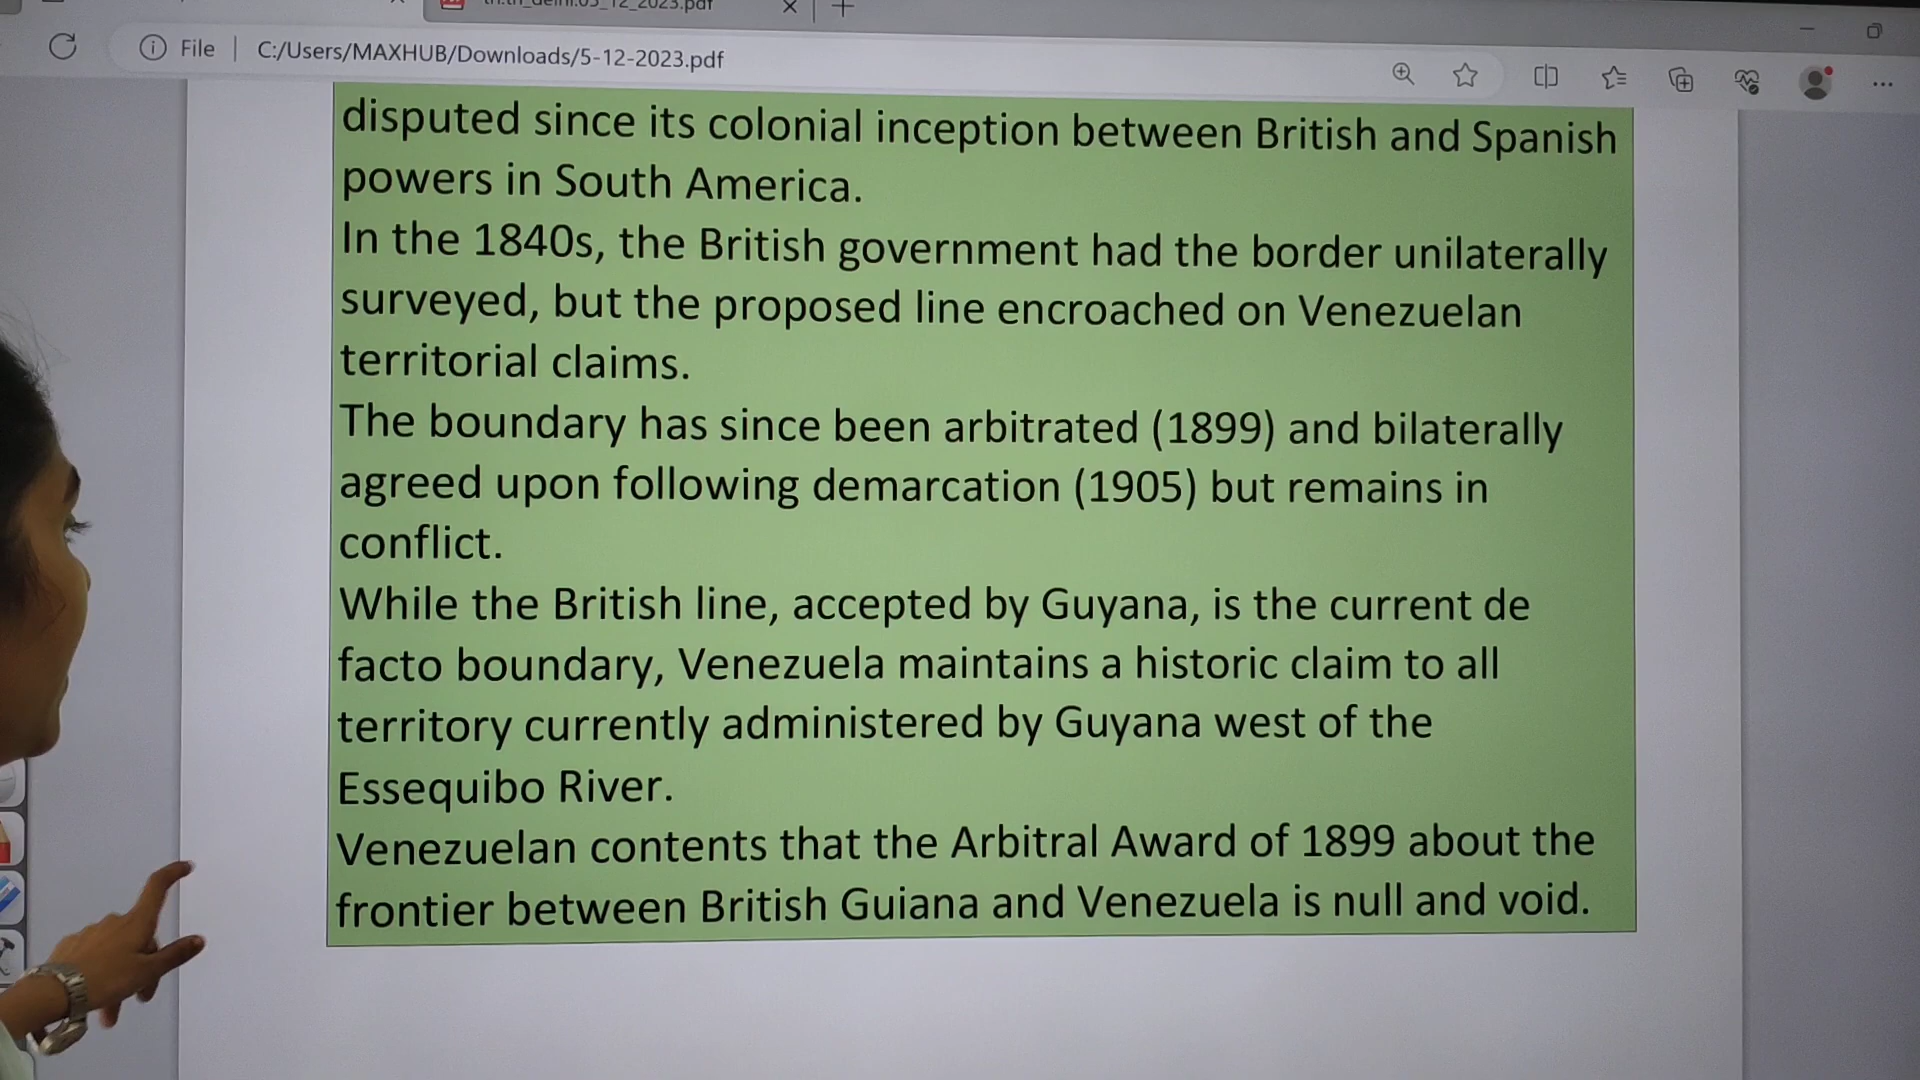 12_2023.pdf
File | C:/Users/MAXHUB/Downloads/5-12-2023.pdf
disputed since its colonial inception between British and Spanish
powers in South America.
In the 1840s, the British government had the border unilaterally
surveyed, but the proposed line encroached on Venezuelan
territorial claims.
The boundary has since been arbitrated (1899) and bilaterally
agreed upon following demarcation (1905) but remains in
conflict.
While the British line, accepted by Guyana, is the current de
facto boundary, Venezuela maintains a historic claim to all
territory currently administered by Guyana west of the
Essequibo River.
Venezuelan contents that the Arbitral Award of 1899 about the
frontier between British Guiana and Venezuela is null and void.